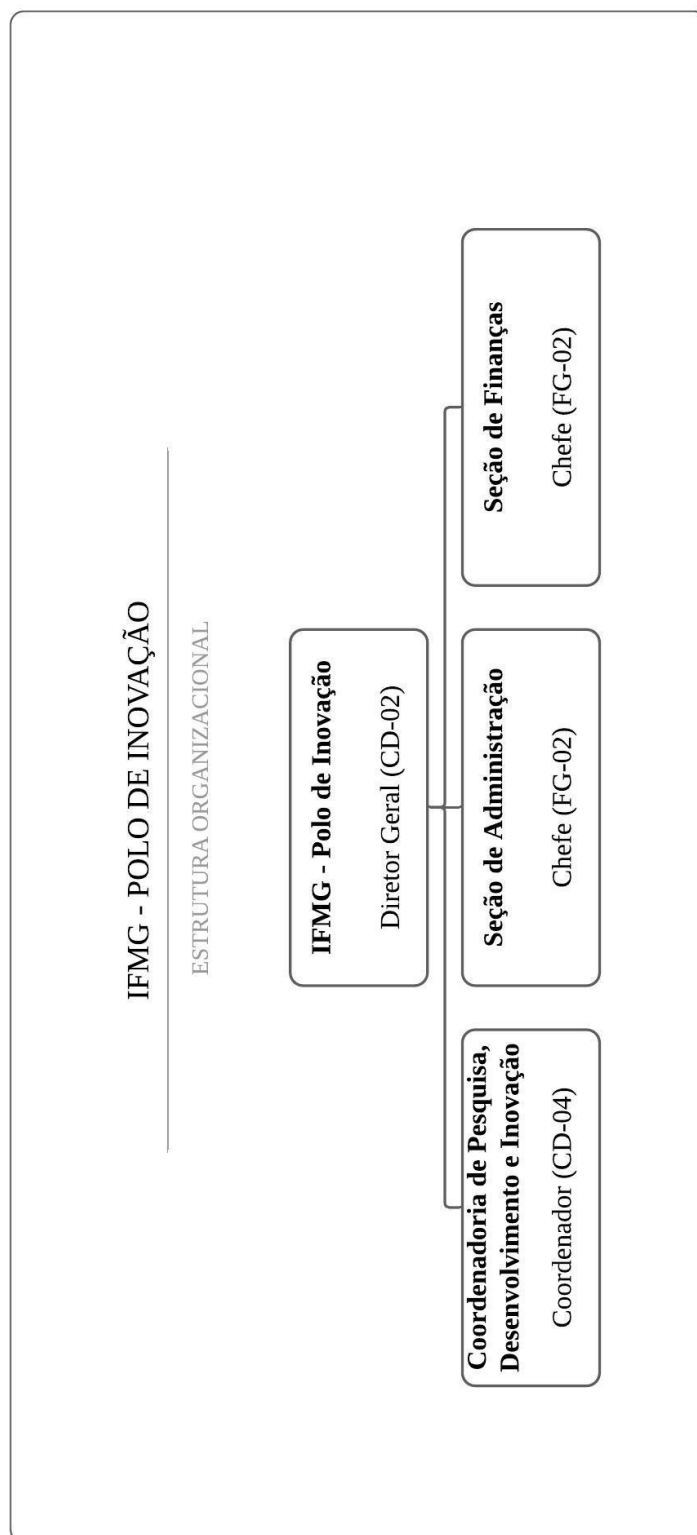 IFMG - POLO DE INOVAÇÃO
ESTRUTURA ORGANIZACIONAL
IFMG - Polo de Inovação
Diretor Geral (CD-02)
Coordenadoria de Pesquisa,
Desenvolvimento e Inovação
Coordenador (CD-04)
Seção de Administração
Chefe (FG-02)
Seção de Finanças
Chefe (FG-02)